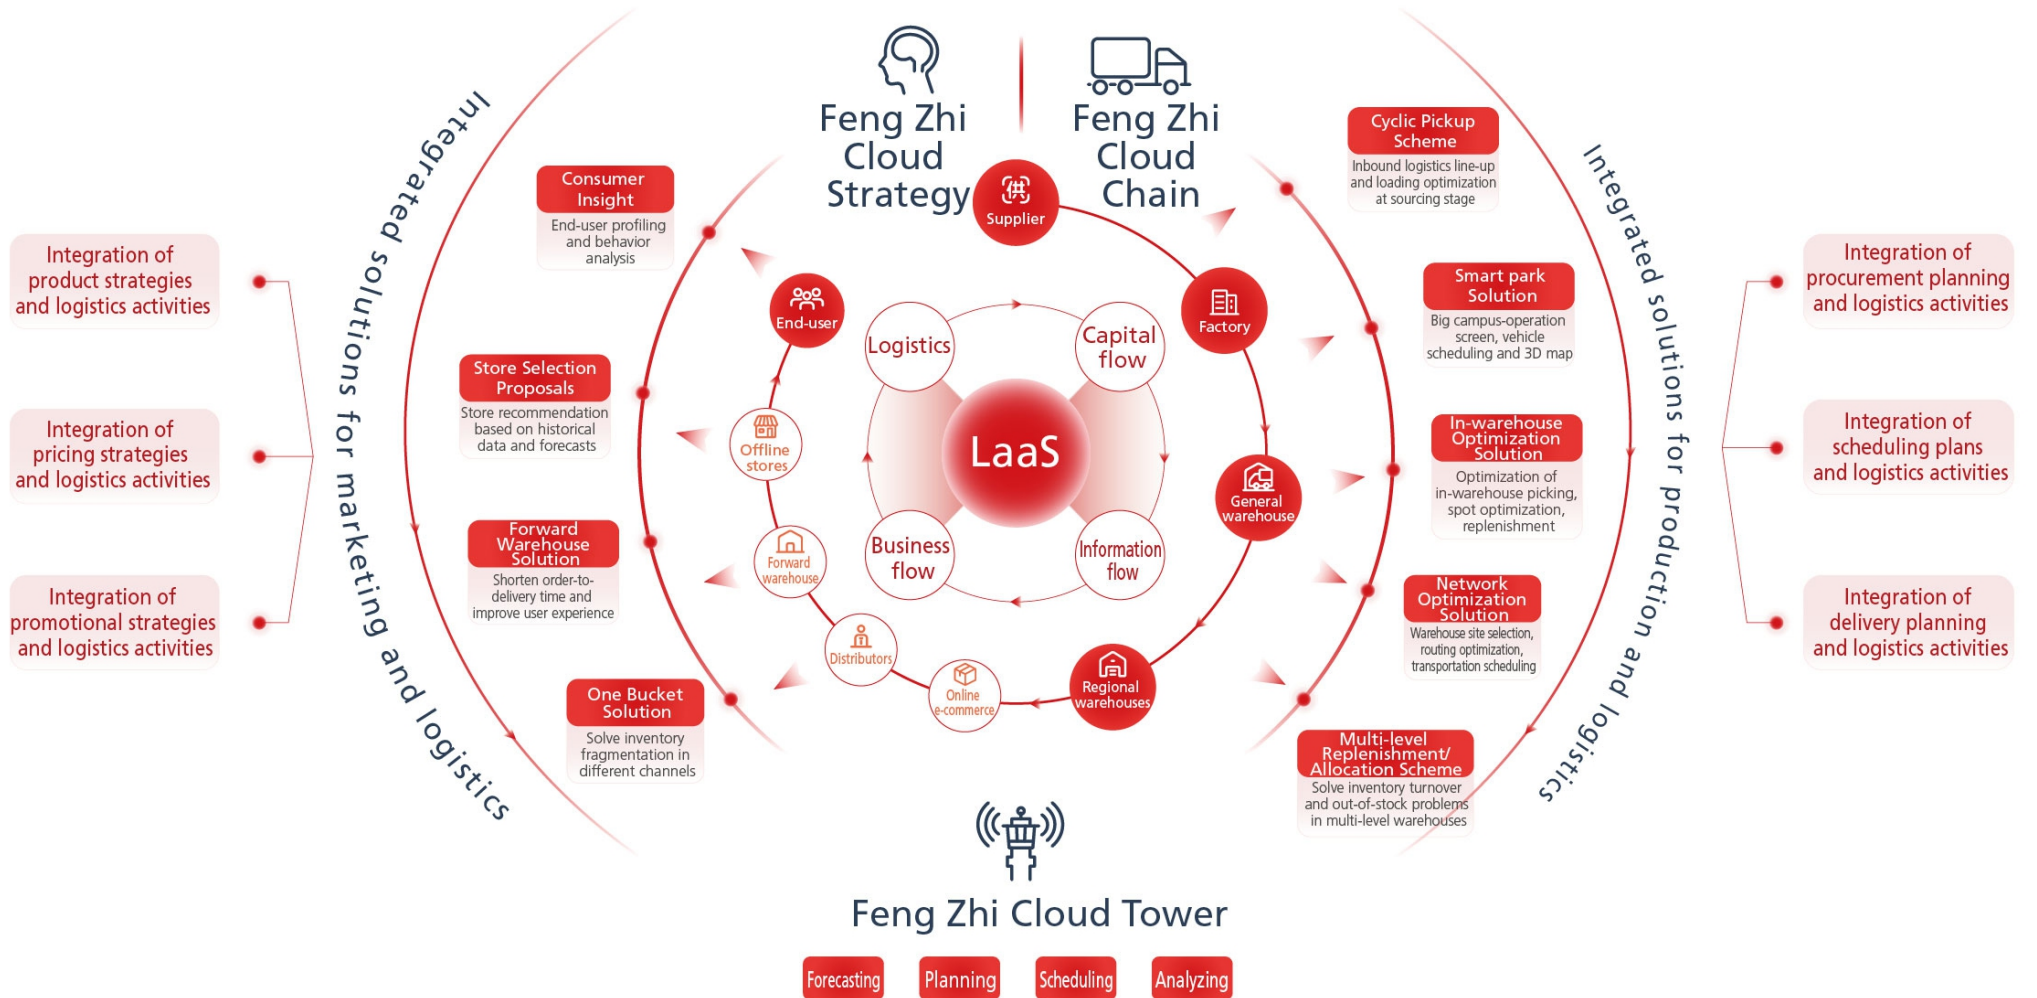 Feng Zhi
Cloud
Strategy
Feng Zhi
Cloud
Chain
Integrated solutions for marketing and logistics
Integration of
product strategies
and logistics activities
Integration of
pricing strategies
and logistics activities
Integration of
promotional strategies
and logistics activities
Consumer
Insight
End-user profiling
and behavior
analysis
Store Selection
Proposals
Store recommendation
based on historical
data and forecasts
Forward
Warehouse
Solution
Shorten order-to-
delivery time and
improve user experience
One Bucket
Solution
Solve inventory
fragmentation in
different channels
供
Supplier
Factory
General
warehouse
Regional
warehouses
Online
e-commerce
Distributors
Forward
warehouse
Offline
stores
End-user
Logistics
Capital
flow
LaaS
Business
flow
Information
flow
Cyclic Pickup
Scheme
Inbound logistics line-up
and loading optimization
at sourcing stage
Smart park
Solution
Big campus-operation
screen, vehicle
scheduling and 3D map
In-warehouse
Optimization
Solution
Optimization of
in-warehouse picking,
spot optimization,
replenishment
Network
Optimization
Solution
Warehouse site selection,
routing optimization,
transportation scheduling
Multi-level
Replenishment/
Allocation Scheme
Solve inventory turnover
and out-of-stock problems
in multi-level warehouses
Integrated solutions for production and logistics
Integration of
procurement planning
and logistics activities
Integration of
scheduling plans
and logistics activities
Integration of
delivery planning
and logistics activities
Feng Zhi Cloud Tower
Forecasting
Planning
Scheduling
Analyzing